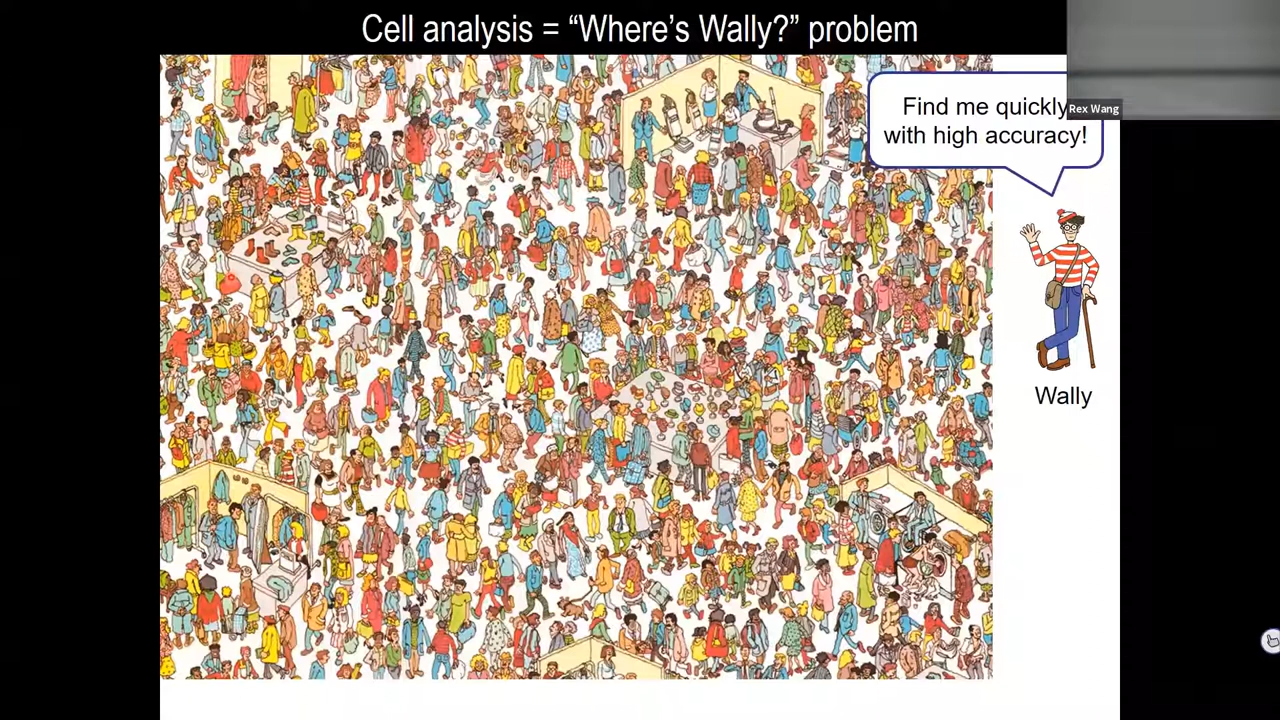 Cell analysis = “Where’s Wally?” problem
Find me quickly
with high accuracy!
Rex Wang
Wally